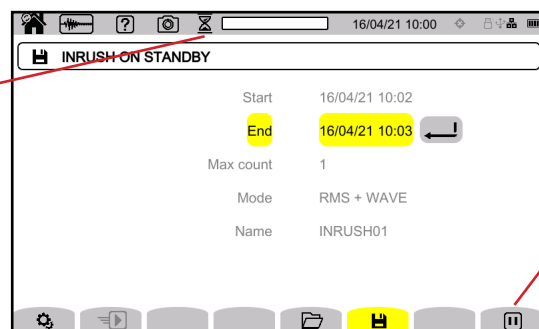 ? 16/04/21 10:00
INRUSH ON STANDBY
Start 16/04/21 10:02
End 16/04/21 10:03
Max count 1
Mode RMS + WAVE
Name INRUSH01